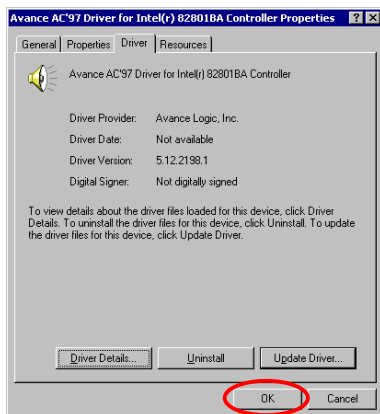 Avance AC'97 Driver for Intel(r) 82801BA Controller Properties
General Properties Driver Resources
Avance AC'97 Driver for Intel(r) 82801BA Controller
Driver Provider: Avance Logic, Inc.
Driver Date: Not available
Driver Version: 5.12.2198.1
Digital Signer: Not digitally signed
To view details about the driver files loaded for this device, click Driver
Details. To uninstall the driver files for this device, click Uninstall. To update
the driver files for this device, click Update Driver.
Driver Details... Uninstall Update Driver...
OK Cancel